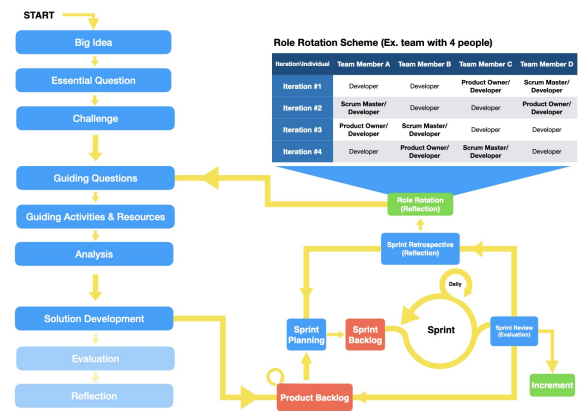 START
Big Idea
Essential Question
Challenge
Guiding Questions
Guiding Activities & Resources
Analysis
Solution Development
Evaluation
Reflection
Role Rotation Scheme (Ex. team with 4 people)
Iteration\Individual Team Member A Team Member B Team Member C Team Member D
Iteration #1 Developer Developer Product Owner/ Developer Scrum Master/ Developer
Iteration #2 Scrum Master/ Developer Developer Developer Product Owner/ Developer
Iteration #3 Product Owner/ Developer Scrum Master/ Developer Developer Developer
Iteration #4 Developer Product Owner/ Developer Scrum Master/ Developer Developer
Role Rotation
(Reflection)
Sprint Retrospective
(Reflection)
Daily
Sprint
Planning
Sprint
Backlog
Sprint
Sprint Review
(Evaluation)
Increment
Product Backlog